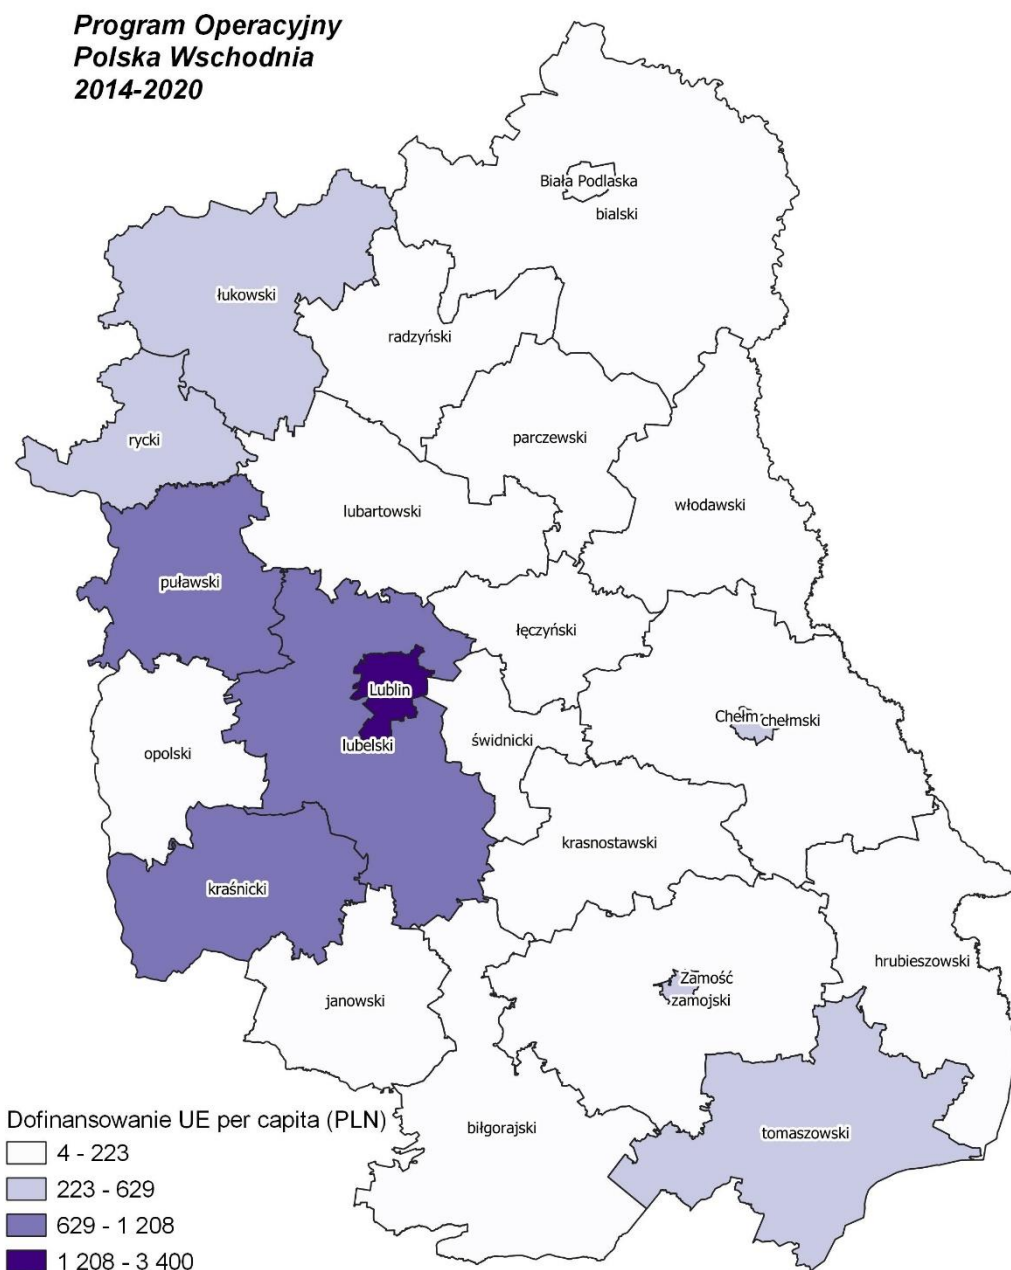 Program Operacyjny
Polska Wschodnia
2014-2020
Biała Podlaska
bialski
łukowski
radzyński
rycki
parczewski
lubartowski
włodawski
puławski
łęczyński
Lublin
Chełm
chełmski
lubelski
świdnicki
opolski
krasnostawski
kraśnicki
hrubieszowski
Zamość
janowski
zamojski
biłgorajski
tomaszowski
Dofinansowanie UE per capita (PLN)
4 - 223
223 - 629
629 - 1 208
1 208 - 3 400